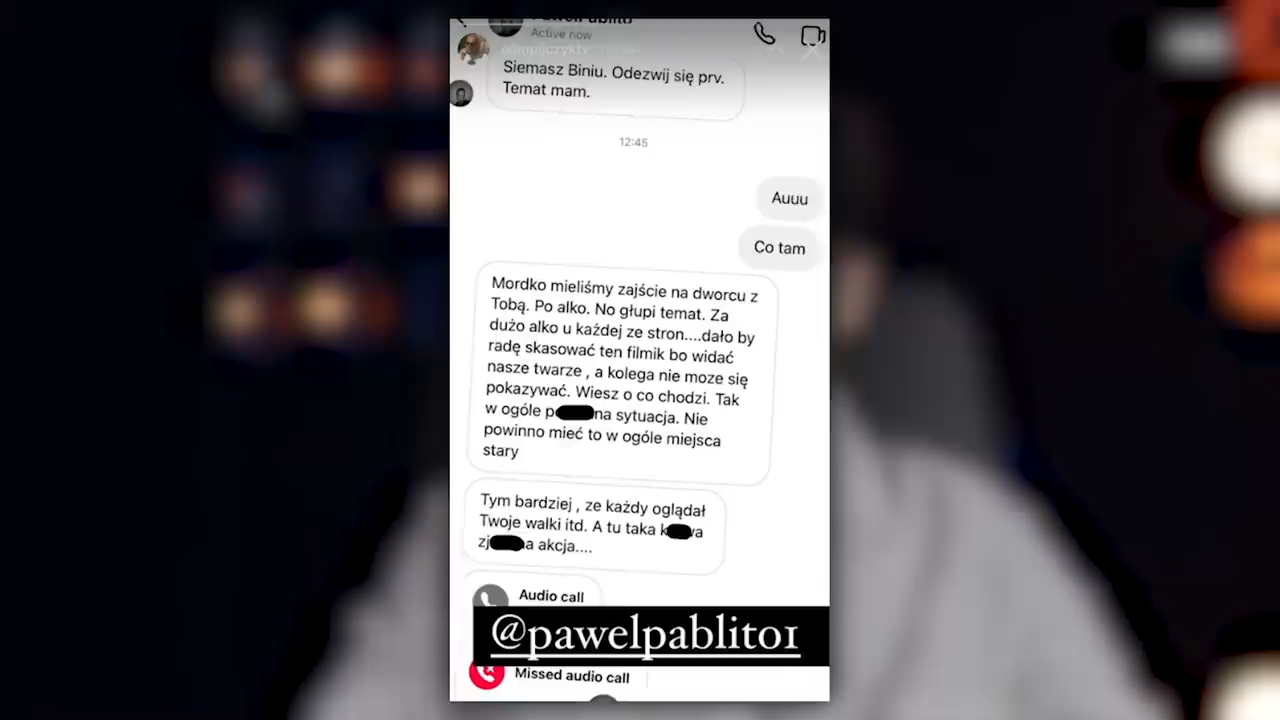 PawelPablito
Active now
Siemasz Biniu. Odezwij się prv.
Temat mam.
12:45
Auuu
Co tam
Mordko mieliśmy zajście na dworcu z
Tobą. Po alko. No głupi temat. Za
dużo alko u każdej ze stron....dało by
radę skasować ten filmik bo widać
nasze twarze , a kolega nie moze się
pokazywać. Wiesz o co chodzi. Tak
w ogóle p na sytuacja. Nie
powinno mieć to w ogóle miejsca
stary
Tym bardziej , ze każdy oglądał
Twoje walki itd. A tu taka k wa
zj a akcja....
Audio call
@pawelpablito1
Missed audio call